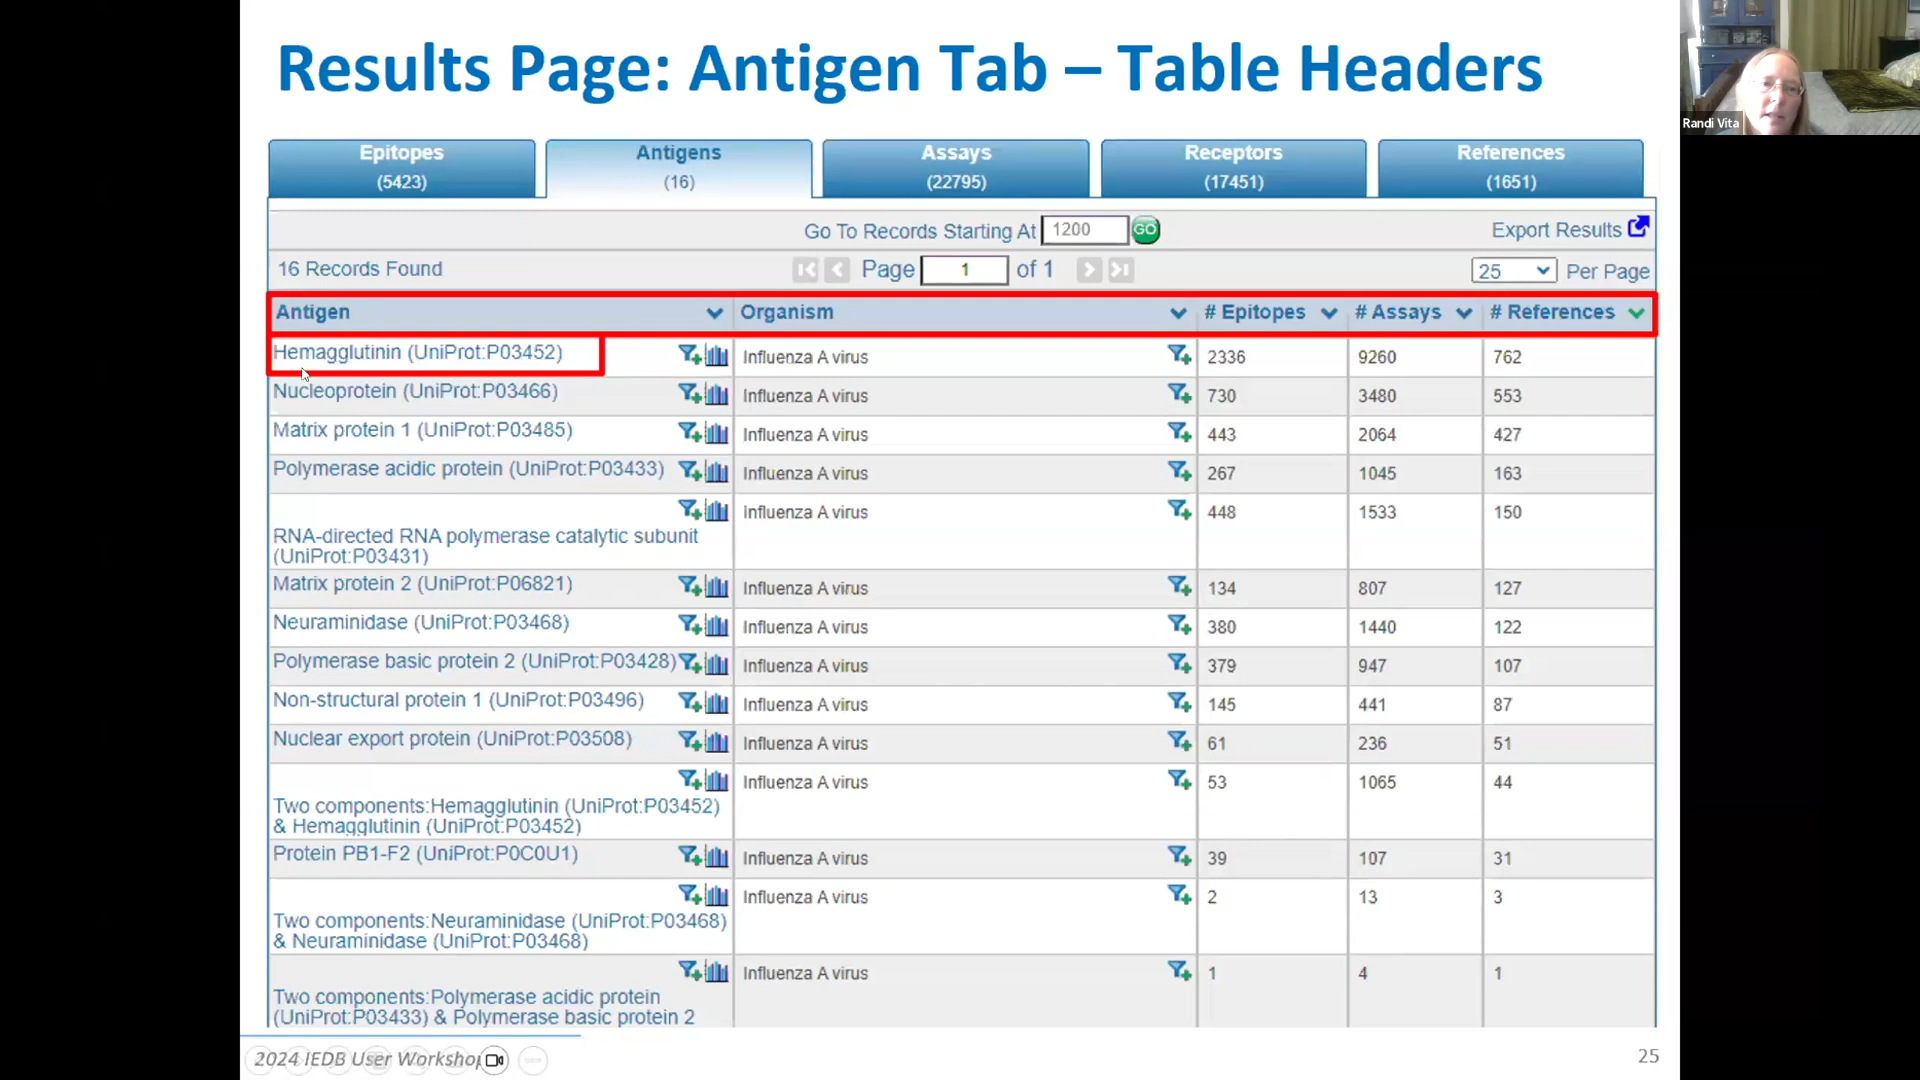 Results Page: Antigen Tab – Table Headers
Randi Vita
Epitopes Antigens Assays Receptors References
(5423) (16) (22795) (17451) (1651)
Go To Records Starting At 1200 GO Export Results
16 Records Found Page 1 of 1 25 Per Page
Antigen Organism # Epitopes # Assays # References
Hemagglutinin (UniProt:P03452) Influenza A virus 2336 9260 762
Nucleoprotein (UniProt:P03466) Influenza A virus 730 3480 553
Matrix protein 1 (UniProt:P03485) Influenza A virus 443 2064 427
Polymerase acidic protein (UniProt:P03433) Influenza A virus 267 1045 163
Influenza A virus 448 1533 150
RNA-directed RNA polymerase catalytic subunit
(UniProt:P03431)
Matrix protein 2 (UniProt:P06821) Influenza A virus 134 807 127
Neuraminidase (UniProt:P03468) Influenza A virus 380 1440 122
Polymerase basic protein 2 (UniProt:P03428) Influenza A virus 379 947 107
Non-structural protein 1 (UniProt:P03496) Influenza A virus 145 441 87
Nuclear export protein (UniProt:P03508) Influenza A virus 61 236 51
Influenza A virus 53 1065 44
Two components:Hemagglutinin (UniProt:P03452)
& Hemagglutinin (UniProt:P03452)
Protein PB1-F2 (UniProt:P0C0U1) Influenza A virus 39 107 31
Influenza A virus 2 13 3
Two components:Neuraminidase (UniProt:P03468)
& Neuraminidase (UniProt:P03468)
Influenza A virus 1 4 1
Two components:Polymerase acidic protein
(UniProt:P03433) & Polymerase basic protein 2
2024 IEDB User Workshop 25